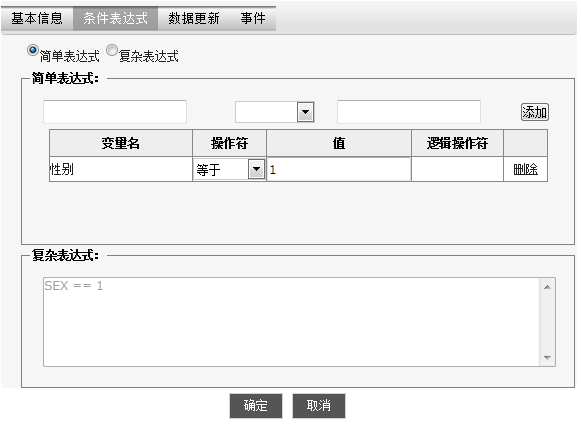 基本信息 条件表达式 数据更新 事件
简单表达式 复杂表达式
简单表达式：
添加
变量名 操作符 值 逻辑操作符
性别 等于 1 删除
复杂表达式：
SEX == 1
确定 取消